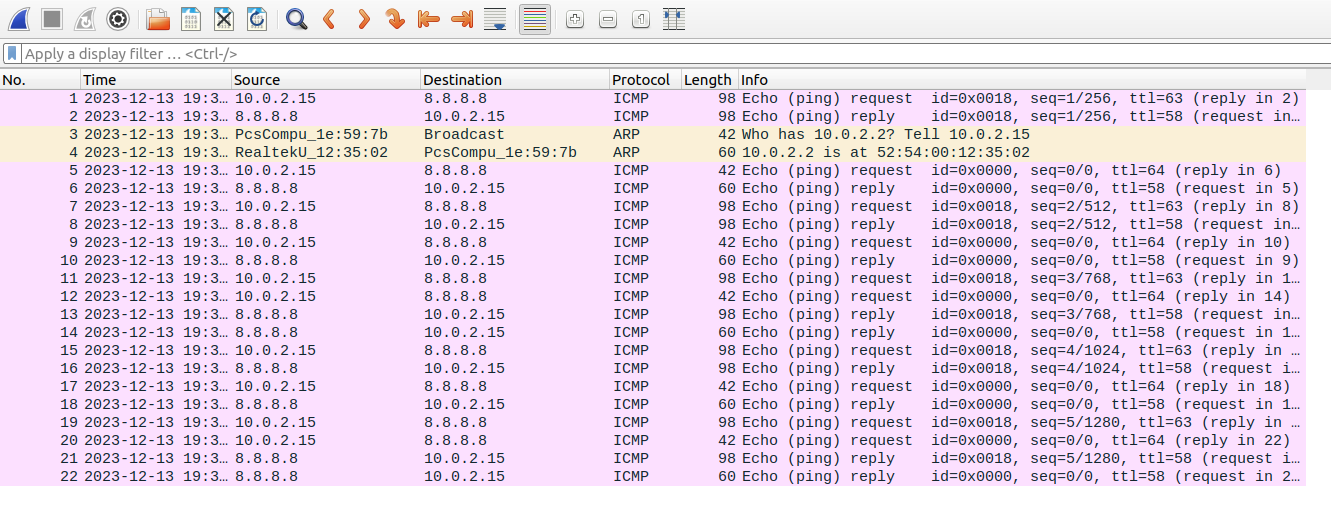 Apply a display filter … <Ctrl-/>
No. Time Source Destination Protocol Length Info
1 2023-12-13 19:3… 10.0.2.15 8.8.8.8 ICMP 98 Echo (ping) request id=0x0018, seq=1/256, ttl=63 (reply in 2)
2 2023-12-13 19:3… 8.8.8.8 10.0.2.15 ICMP 98 Echo (ping) reply id=0x0018, seq=1/256, ttl=58 (request in…
3 2023-12-13 19:3… PcsCompu_1e:59:7b Broadcast ARP 42 Who has 10.0.2.2? Tell 10.0.2.15
4 2023-12-13 19:3… RealtekU_12:35:02 PcsCompu_1e:59:7b ARP 60 10.0.2.2 is at 52:54:00:12:35:02
5 2023-12-13 19:3… 10.0.2.15 8.8.8.8 ICMP 42 Echo (ping) request id=0x0000, seq=0/0, ttl=64 (reply in 6)
6 2023-12-13 19:3… 8.8.8.8 10.0.2.15 ICMP 60 Echo (ping) reply id=0x0000, seq=0/0, ttl=58 (request in 5)
7 2023-12-13 19:3… 10.0.2.15 8.8.8.8 ICMP 98 Echo (ping) request id=0x0018, seq=2/512, ttl=63 (reply in 8)
8 2023-12-13 19:3… 8.8.8.8 10.0.2.15 ICMP 98 Echo (ping) reply id=0x0018, seq=2/512, ttl=58 (request in…
9 2023-12-13 19:3… 10.0.2.15 8.8.8.8 ICMP 42 Echo (ping) request id=0x0000, seq=0/0, ttl=64 (reply in 10)
10 2023-12-13 19:3… 8.8.8.8 10.0.2.15 ICMP 60 Echo (ping) reply id=0x0000, seq=0/0, ttl=58 (request in 9)
11 2023-12-13 19:3… 10.0.2.15 8.8.8.8 ICMP 98 Echo (ping) request id=0x0018, seq=3/768, ttl=63 (reply in 1…
12 2023-12-13 19:3… 10.0.2.15 8.8.8.8 ICMP 42 Echo (ping) request id=0x0000, seq=0/0, ttl=64 (reply in 14)
13 2023-12-13 19:3… 8.8.8.8 10.0.2.15 ICMP 98 Echo (ping) reply id=0x0018, seq=3/768, ttl=58 (request in…
14 2023-12-13 19:3… 8.8.8.8 10.0.2.15 ICMP 60 Echo (ping) reply id=0x0000, seq=0/0, ttl=58 (request in 1…
15 2023-12-13 19:3… 10.0.2.15 8.8.8.8 ICMP 98 Echo (ping) request id=0x0018, seq=4/1024, ttl=63 (reply in …
16 2023-12-13 19:3… 8.8.8.8 10.0.2.15 ICMP 98 Echo (ping) reply id=0x0018, seq=4/1024, ttl=58 (request i…
17 2023-12-13 19:3… 10.0.2.15 8.8.8.8 ICMP 42 Echo (ping) request id=0x0000, seq=0/0, ttl=64 (reply in 18)
18 2023-12-13 19:3… 8.8.8.8 10.0.2.15 ICMP 60 Echo (ping) reply id=0x0000, seq=0/0, ttl=58 (request in 1…
19 2023-12-13 19:3… 10.0.2.15 8.8.8.8 ICMP 98 Echo (ping) request id=0x0018, seq=5/1280, ttl=63 (reply in …
20 2023-12-13 19:3… 10.0.2.15 8.8.8.8 ICMP 42 Echo (ping) request id=0x0000, seq=0/0, ttl=64 (reply in 22)
21 2023-12-13 19:3… 8.8.8.8 10.0.2.15 ICMP 98 Echo (ping) reply id=0x0018, seq=5/1280, ttl=58 (request i…
22 2023-12-13 19:3… 8.8.8.8 10.0.2.15 ICMP 60 Echo (ping) reply id=0x0000, seq=0/0, ttl=58 (request in 2…